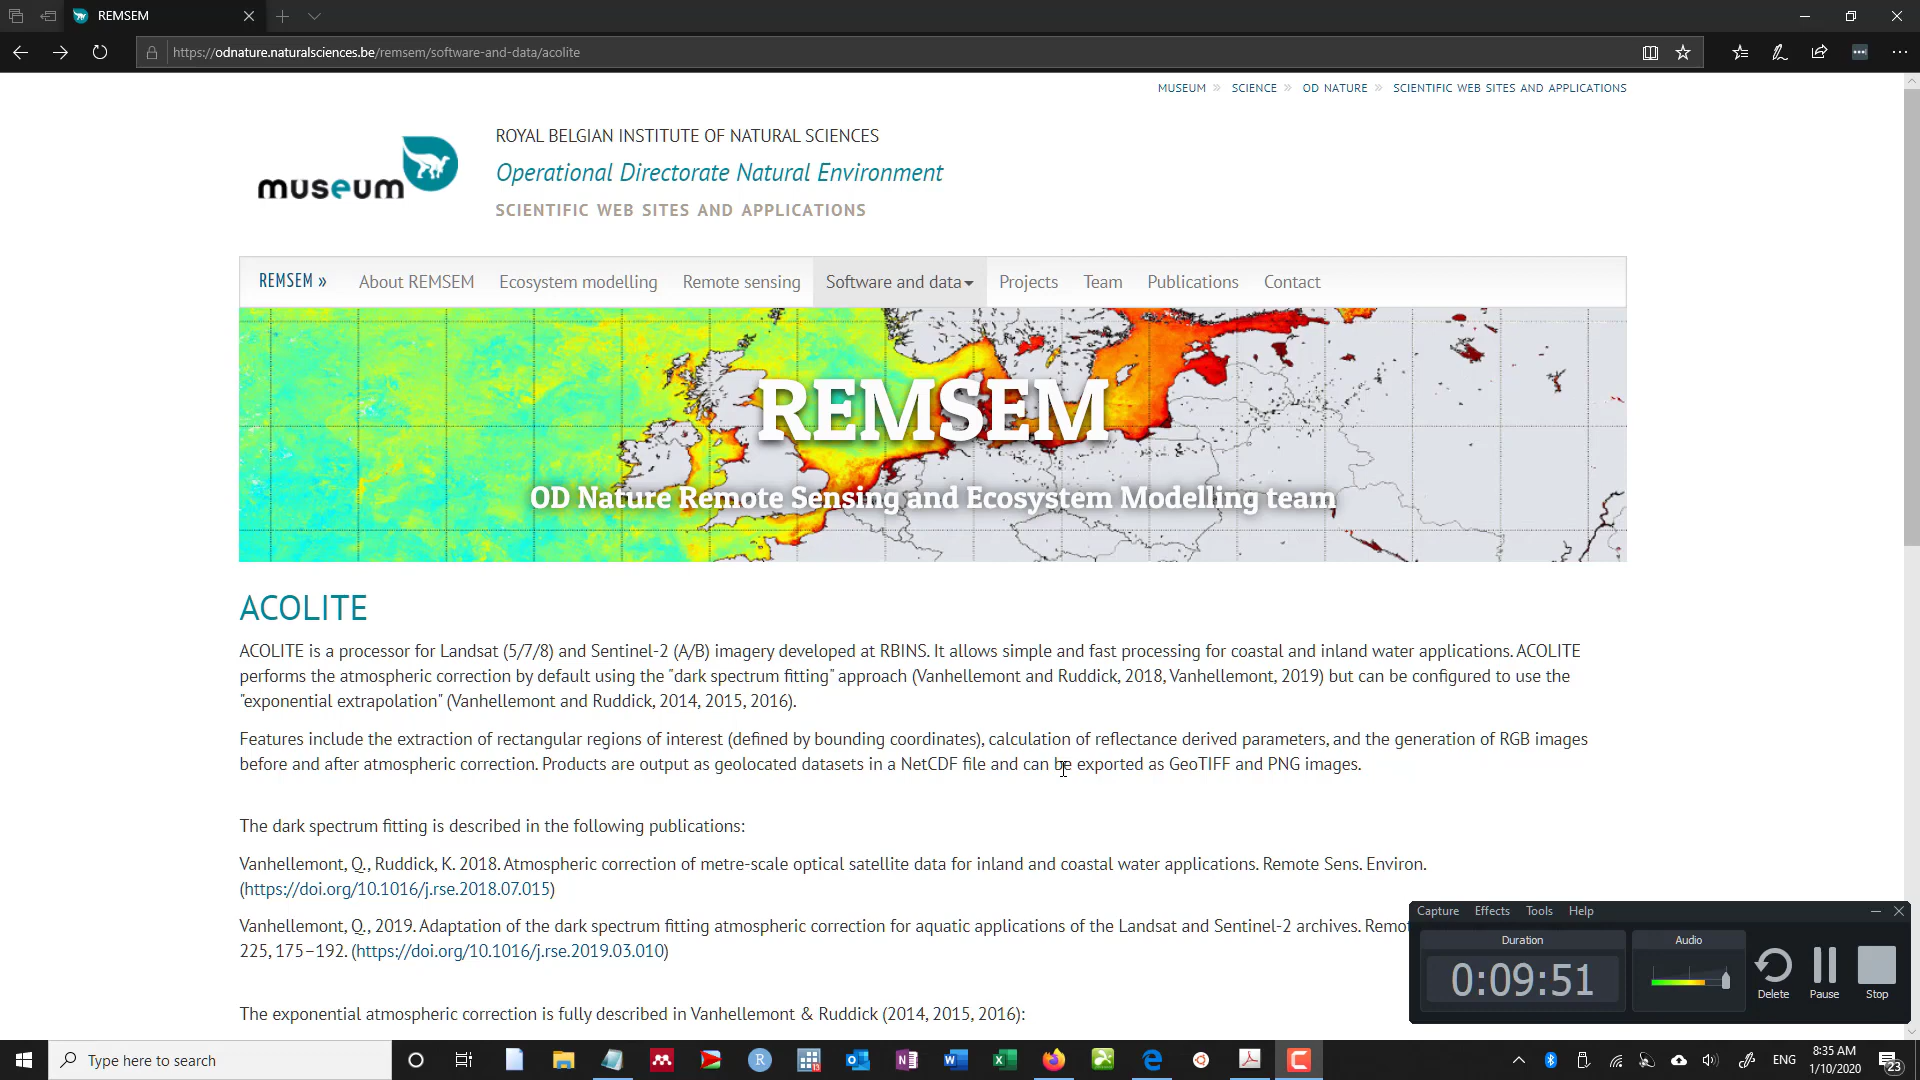 REMSEM
https://odnature.naturalsciences.be/remsem/software-and-data/acolite
MUSEUM » SCIENCE » OD NATURE » SCIENTIFIC WEB SITES AND APPLICATIONS
museum
ROYAL BELGIAN INSTITUTE OF NATURAL SCIENCES
Operational Directorate Natural Environment
SCIENTIFIC WEB SITES AND APPLICATIONS
REMSEM » About REMSEM Ecosystem modelling Remote sensing Software and data Projects Team Publications Contact
REMSEM
OD Nature Remote Sensing and Ecosystem Modelling team
ACOLITE
ACOLITE is a processor for Landsat (5/7/8) and Sentinel-2 (A/B) imagery developed at RBINS. It allows simple and fast processing for coastal and inland water applications. ACOLITE
performs the atmospheric correction by default using the "dark spectrum fitting" approach (Vanhellemont and Ruddick, 2018, Vanhellemont, 2019) but can be configured to use the
"exponential extrapolation" (Vanhellemont and Ruddick, 2014, 2015, 2016).
Features include the extraction of rectangular regions of interest (defined by bounding coordinates), calculation of reflectance derived parameters, and the generation of RGB images
before and after atmospheric correction. Products are output as geolocated datasets in a NetCDF file and can be exported as GeoTIFF and PNG images.
The dark spectrum fitting is described in the following publications:
Vanhellemont, Q., Ruddick, K. 2018. Atmospheric correction of metre-scale optical satellite data for inland and coastal water applications. Remote Sens. Environ.
(https://doi.org/10.1016/j.rse.2018.07.015)
Vanhellemont, Q., 2019. Adaptation of the dark spectrum fitting atmospheric correction for aquatic applications of the Landsat and Sentinel-2 archives. Remot
225, 175–192. (https://doi.org/10.1016/j.rse.2019.03.010)
The exponential atmospheric correction is fully described in Vanhellemont & Ruddick (2014, 2015, 2016):
Capture Effects Tools Help
Duration
0:09:51
Audio
Delete
Pause
Stop
Type here to search
ENG
8:35 AM
1/10/2020
23